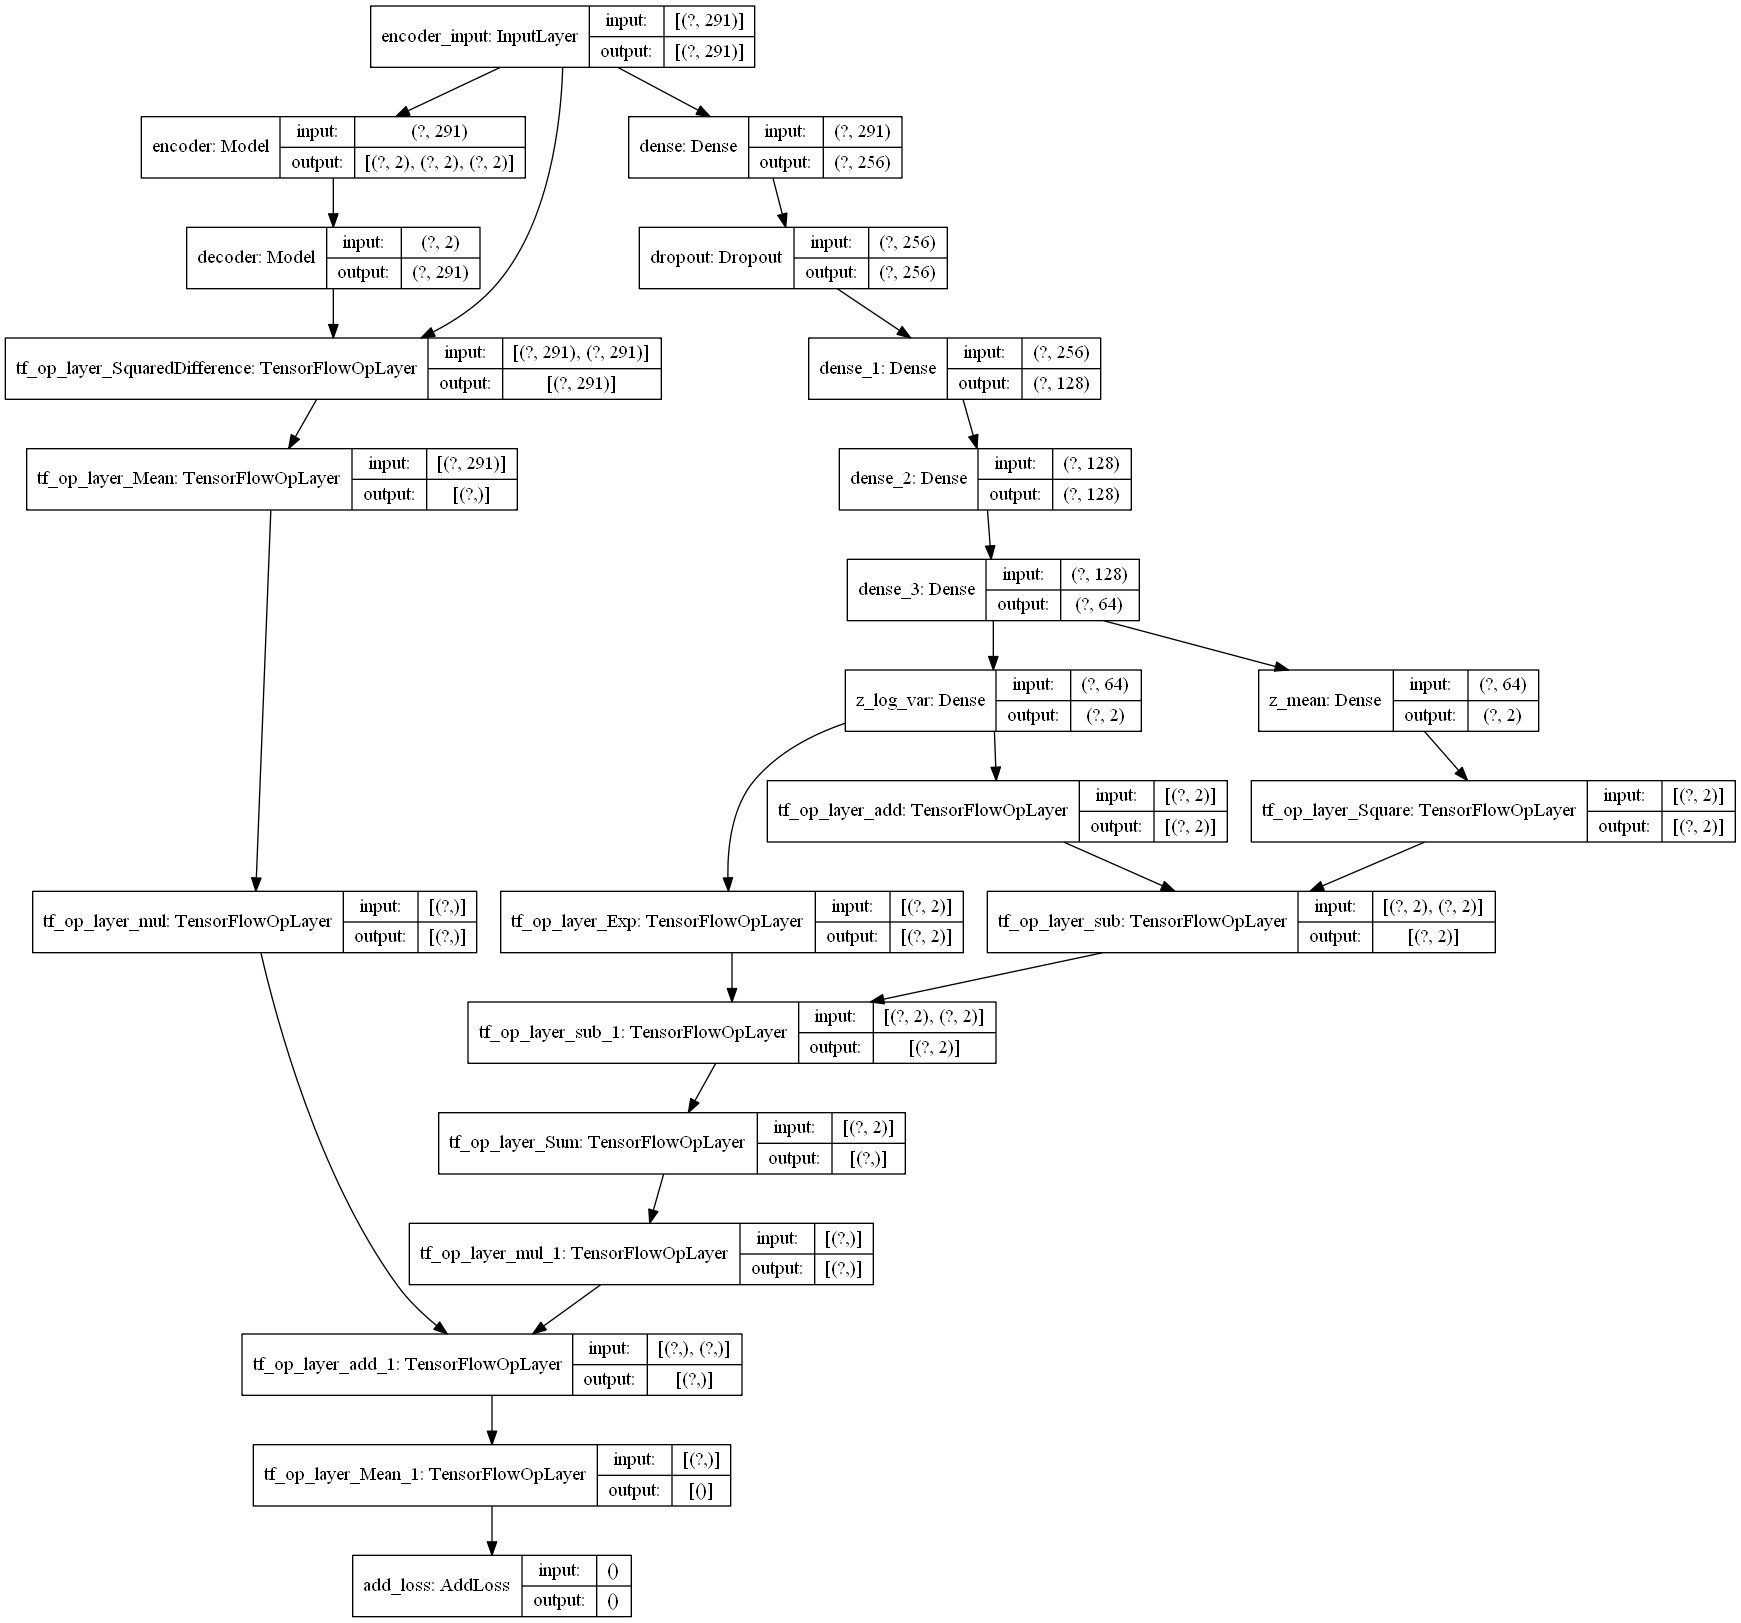 encoder_input: InputLayer
input:
[(?, 291)]
output:
[(?, 291)]
encoder: Model
input:
(?, 291)
output:
[(?, 2), (?, 2), (?, 2)]
dense: Dense
input:
(?, 291)
output:
(?, 256)
decoder: Model
input:
(?, 2)
output:
(?, 291)
dropout: Dropout
input:
(?, 256)
output:
(?, 256)
tf_op_layer_SquaredDifference: TensorFlowOpLayer
input:
[(?, 291), (?, 291)]
output:
[(?, 291)]
dense_1: Dense
input:
(?, 256)
output:
(?, 128)
tf_op_layer_Mean: TensorFlowOpLayer
input:
[(?, 291)]
output:
[(?,)]
dense_2: Dense
input:
(?, 128)
output:
(?, 128)
dense_3: Dense
input:
(?, 128)
output:
(?, 64)
z_log_var: Dense
input:
(?, 64)
output:
(?, 2)
z_mean: Dense
input:
(?, 64)
output:
(?, 2)
tf_op_layer_add: TensorFlowOpLayer
input:
[(?, 2)]
output:
[(?, 2)]
tf_op_layer_Square: TensorFlowOpLayer
input:
[(?, 2)]
output:
[(?, 2)]
tf_op_layer_mul: TensorFlowOpLayer
input:
[(?,)]
output:
[(?,)]
tf_op_layer_Exp: TensorFlowOpLayer
input:
[(?, 2)]
output:
[(?, 2)]
tf_op_layer_sub: TensorFlowOpLayer
input:
[(?, 2), (?, 2)]
output:
[(?, 2)]
tf_op_layer_sub_1: TensorFlowOpLayer
input:
[(?, 2), (?, 2)]
output:
[(?, 2)]
tf_op_layer_Sum: TensorFlowOpLayer
input:
[(?, 2)]
output:
[(?,)]
tf_op_layer_mul_1: TensorFlowOpLayer
input:
[(?,)]
output:
[(?,)]
tf_op_layer_add_1: TensorFlowOpLayer
input:
[(?,), (?,)]
output:
[(?,)]
tf_op_layer_Mean_1: TensorFlowOpLayer
input:
[(?,)]
output:
[()]
add_loss: AddLoss
input:
()
output:
()